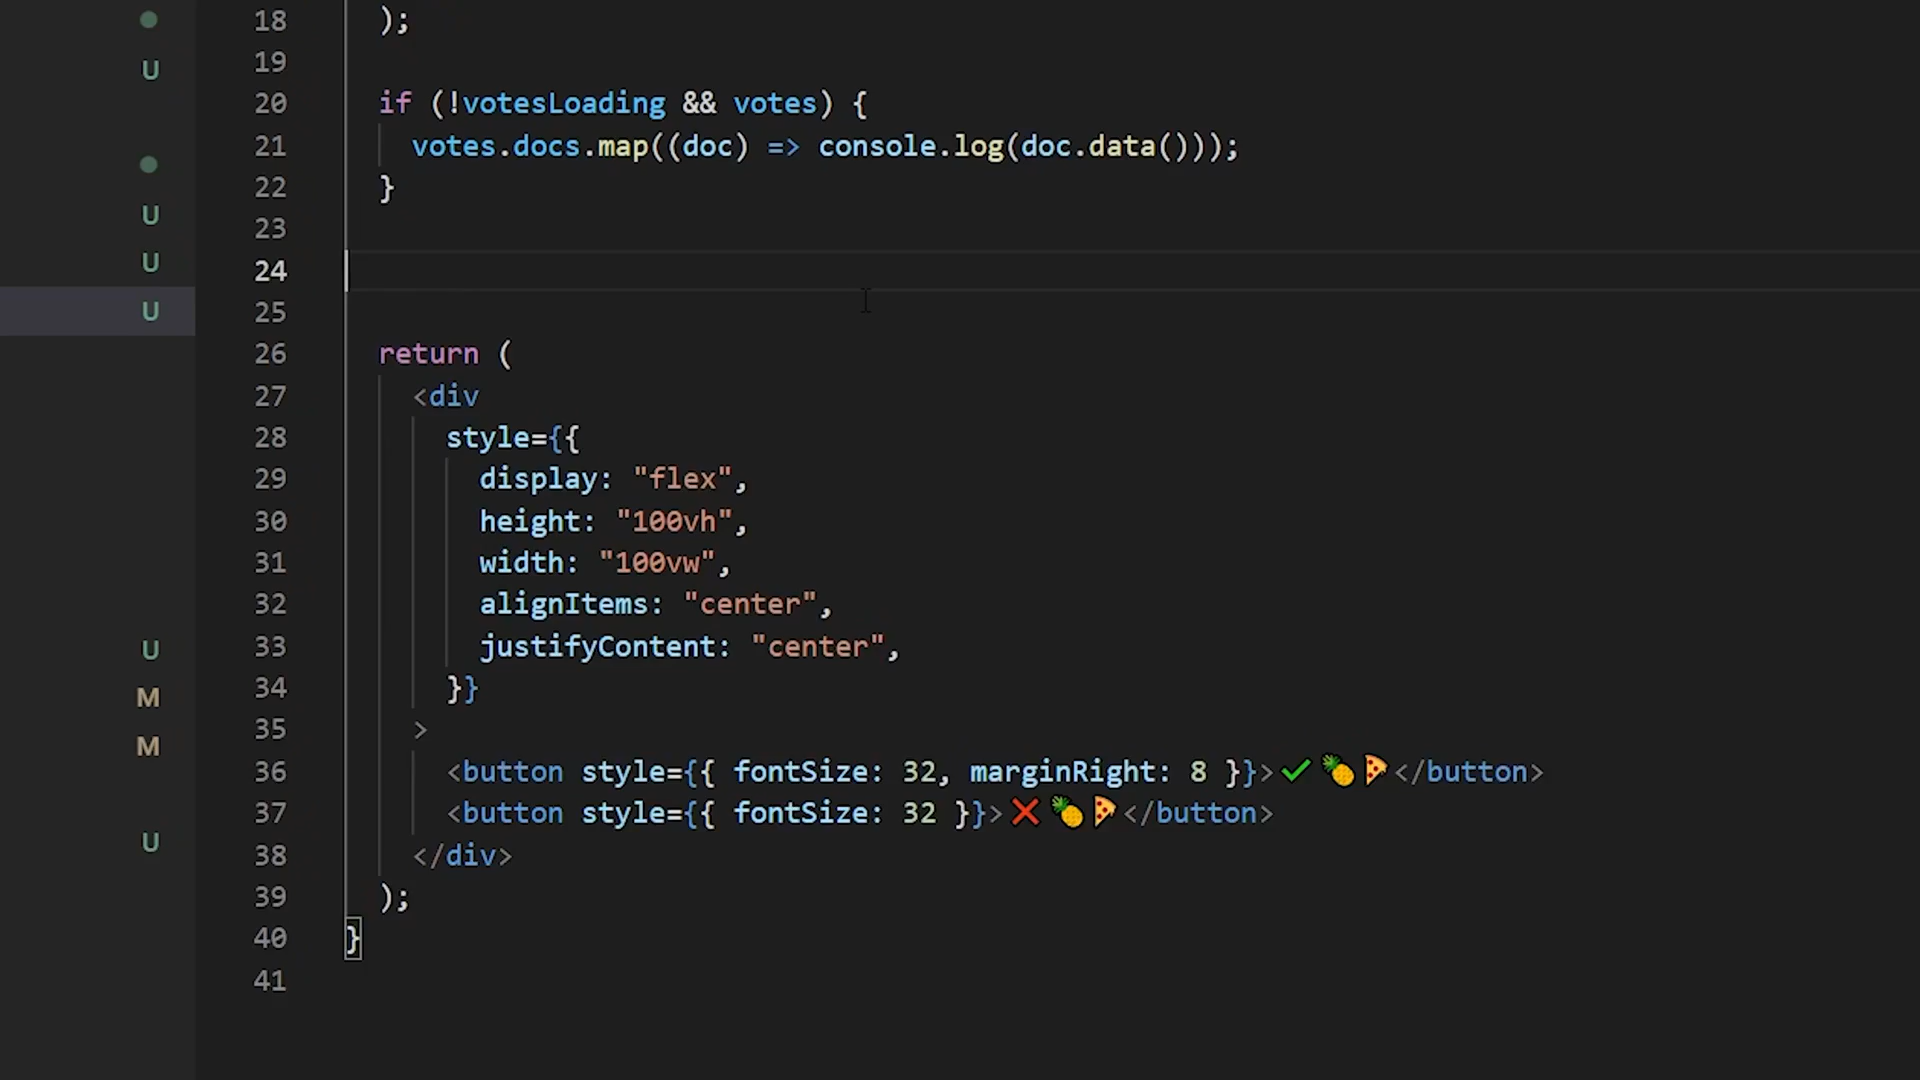 18 );
19
20 if (!votesLoading && votes) {
21 votes.docs.map((doc) => console.log(doc.data()));
22 }
23
24
25
26 return (
27 <div
28 style={{
29 display: "flex",
30 height: "100vh",
31 width: "100vw",
32 alignItems: "center",
33 justifyContent: "center",
34 }}
35 >
36 <button style={{ fontSize: 32, marginRight: 8 }}>✔️🍍🍕</button>
37 <button style={{ fontSize: 32 }}>❌🍍🍕</button>
38 </div>
39 );
40 }
41
U
U
U
U
U
M
M
U